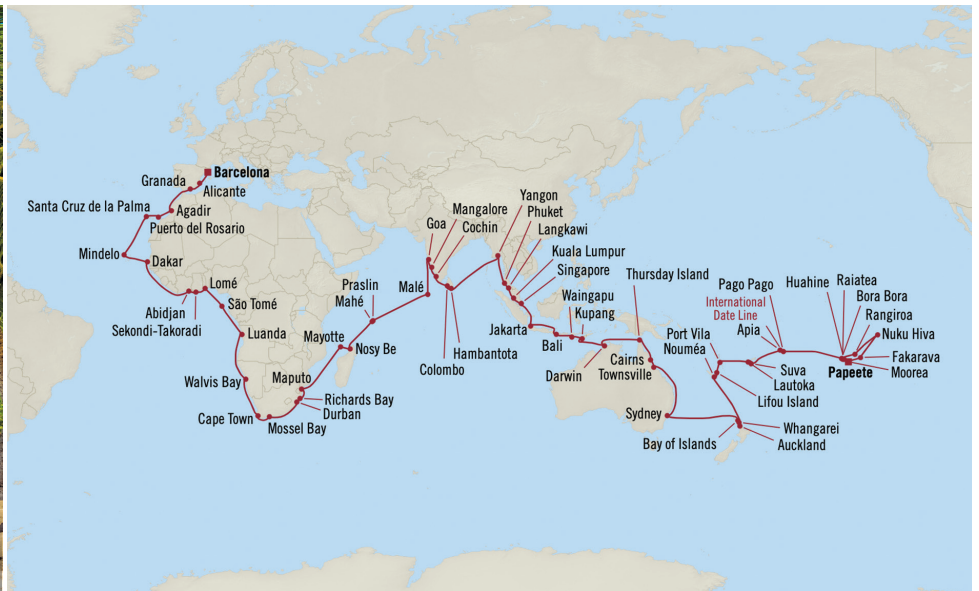 Barcelona
Granada
Alicante
Santa Cruz de la Palma
Agadir
Puerto del Rosario
Mindelo
Dakar
Lomé
São Tomé
Abidjan
Sekondi-Takoradi
Luanda
Walvis Bay
Cape Town
Mossel Bay
Durban
Richards Bay
Maputo
Mayotte
Nosy Be
Praslin
Mahé
Malé
Goa
Mangalore
Cochin
Colombo
Hambantota
Yangon
Phuket
Langkawi
Kuala Lumpur
Singapore
Jakarta
Bali
Waingapu
Kupang
Darwin
Thursday Island
Cairns
Townsville
Sydney
Bay of Islands
Whangarei
Auckland
Port Vila
Nouméa
Lifou Island
Suva
Lautoka
Pago Pago
International
Date Line
Apia
Huahine
Raiatea
Bora Bora
Rangiroa
Nuku Hiva
Fakarava
Moorea
Papeete